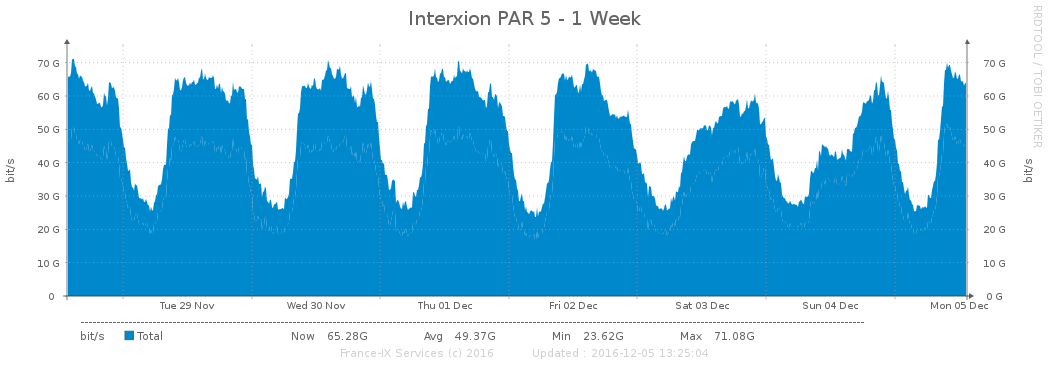 Interxion PAR 5 - 1 Week
RRDTOOL / TOBI OETIKER
bit/s
70 G 70 G
60 G 60 G
50 G 50 G
40 G 40 G
30 G 30 G
20 G 20 G
10 G 10 G
0 0 G
bit/s
Tue 29 Nov Wed 30 Nov Thu 01 Dec Fri 02 Dec Sat 03 Dec Sun 04 Dec Mon 05 Dec
bit/s Total Now 65.28G Avg 49.37G Min 23.62G Max 71.08G
France-IX Services (c) 2016 Updated : 2016-12-05 13:25:04